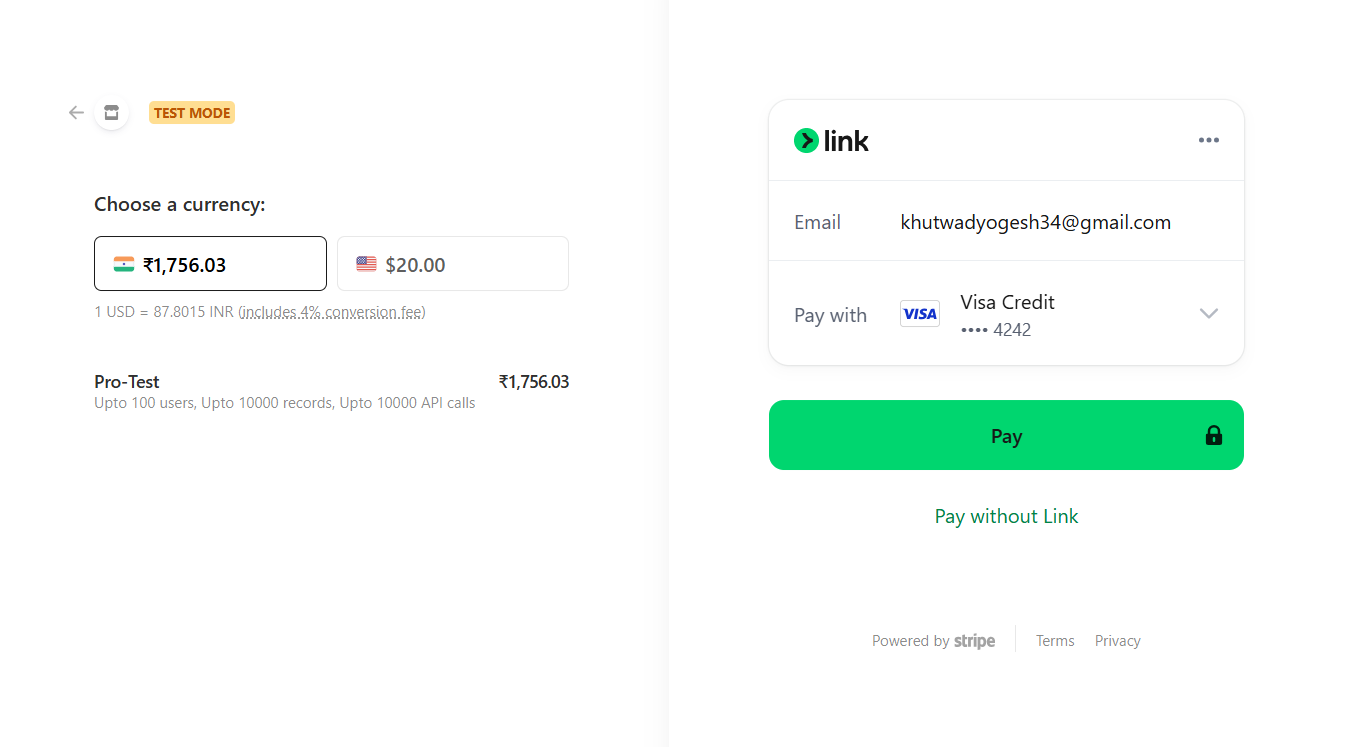 TEST MODE
Choose a currency:
₹1,756.03
$20.00
1 USD = 87.8015 INR (includes 4% conversion fee)
Pro-Test
₹1,756.03
Upto 100 users, Upto 10000 records, Upto 10000 API calls
link
Email
khutwadyogesh34@gmail.com
Pay with
VISA
Visa Credit
•••• 4242
Pay
Pay without Link
Powered by stripe
Terms
Privacy